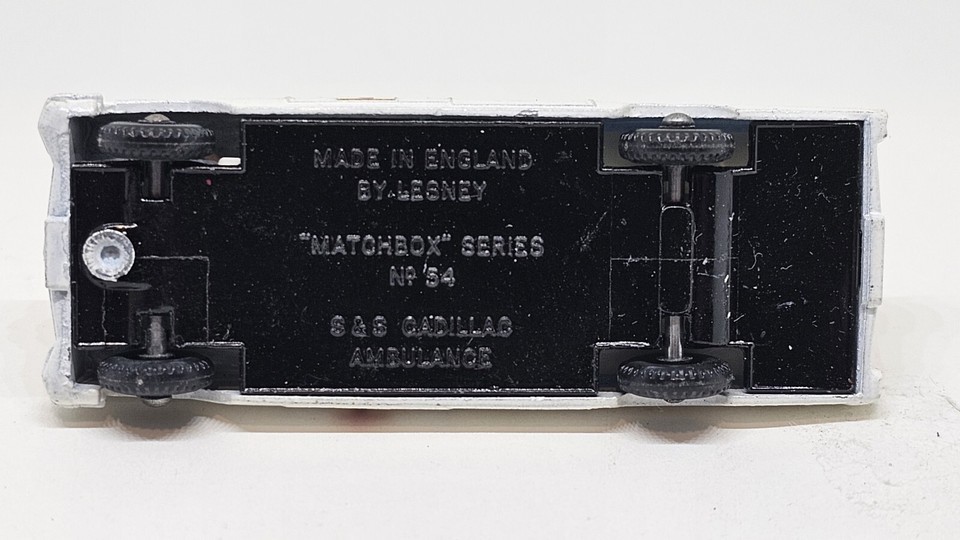 MADE IN ENGLAND
BY LESNEY
"MATCHBOX" SERIES
Nº 54
S&S CADILLAC
AMBULANCE